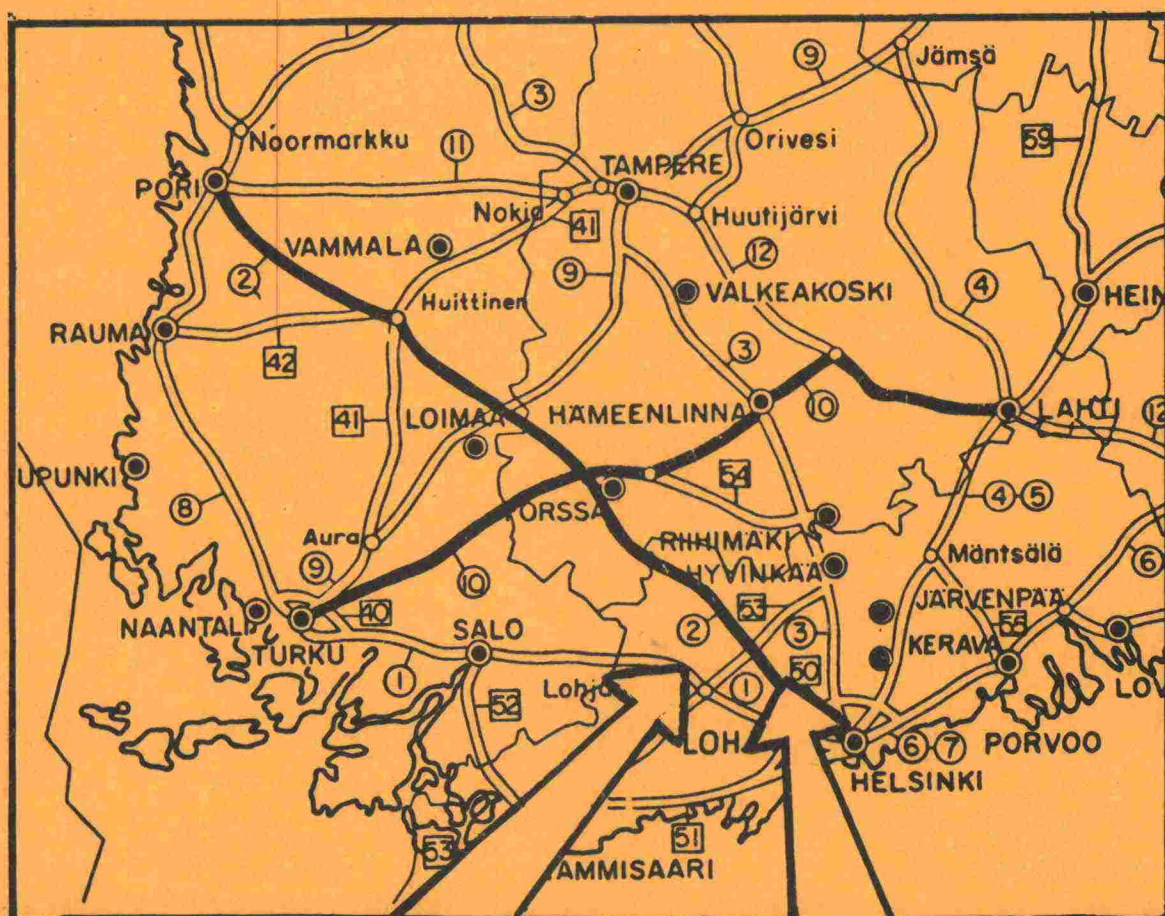 Jämsä
9
3
Noormarkku
Orivesi
59
11
TAMPERE
PORI
Nokia
41
Huutijärvi
VAMMALA
12
9
2
VALKEAKOSKI
4
HEIN
Huittinen
RAUMA
3
42
LOIMAA
HÄMEENLINNA
10
LAHTI
41
12
UPUNKI
54
8
ORSSA
4
5
Aura
RIIHIMÄKI
Mäntsälä
6
9
10
HYVINKÄÄ
NAANTALI
40
SALO
2
53
3
JÄRVENPÄÄ
TURKU
KERAVA
55
1
Lohja
50
52
1
LOV
LOH
6
7
PORVOO
HELSINKI
51
53
AMMISAARI